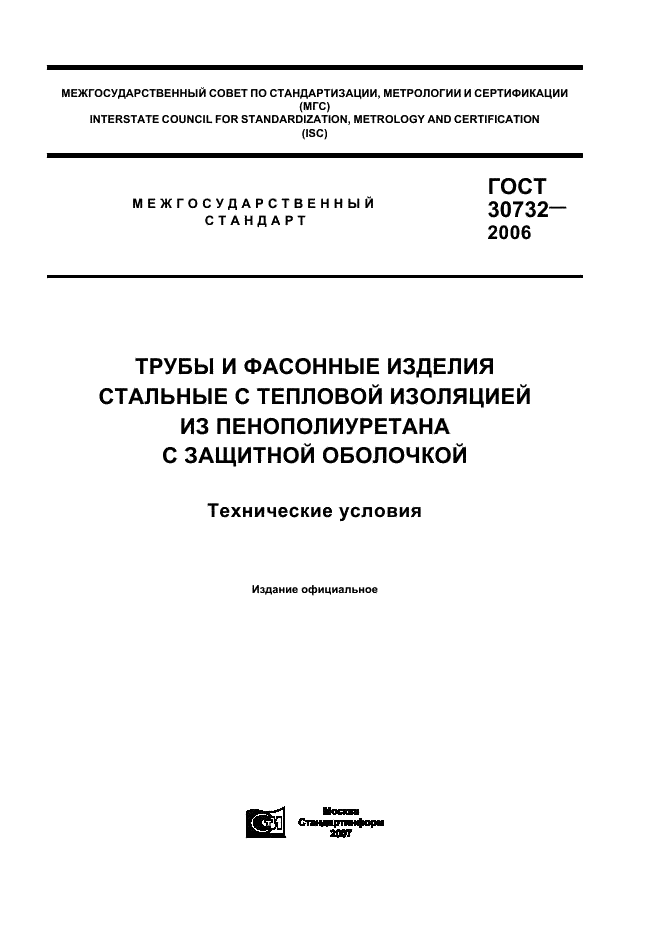 МЕЖГОСУДАРСТВЕННЫЙ СОВЕТ ПО СТАНДАРТИЗАЦИИ, МЕТРОЛОГИИ И СЕРТИФИКАЦИИ
(МГС)
INTERSTATE COUNCIL FOR STANDARDIZATION, METROLOGY AND CERTIFICATION
(ISC)
МЕЖГОСУДАРСТВЕННЫЙ
СТАНДАРТ
ГОСТ
30732—
2006
ТРУБЫ И ФАСОННЫЕ ИЗДЕЛИЯ
СТАЛЬНЫЕ С ТЕПЛОВОЙ ИЗОЛЯЦИЕЙ
ИЗ ПЕНОПОЛИУРЕТАНА
С ЗАЩИТНОЙ ОБОЛОЧКОЙ
Технические условия
Издание официальное
Москва
Стандартинформ
2007